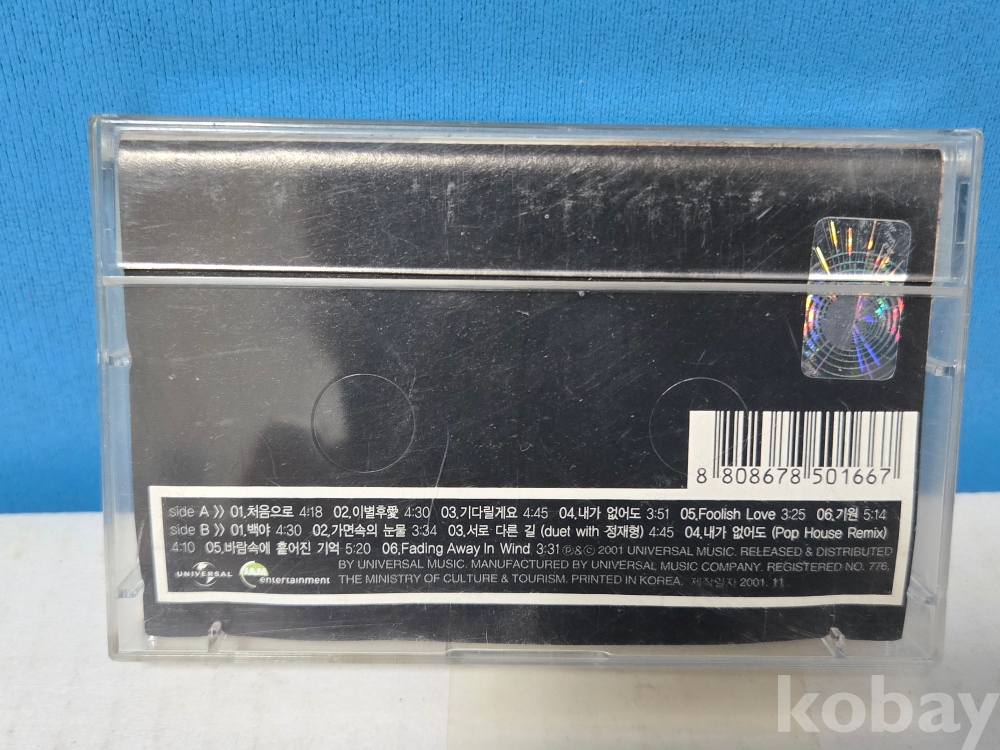 8 808678 501667
side A》 01.처음으로 4:18 02.이별후愛 4:30 03.기다릴게요 4:45 04.내가 없어도 3:51 05.Foolish Love 3:25 06.기원 5:14
side B》 01.백야 4:30 02.가면속의 눈물 3:34 03.서로 다른 길 (duet with 정재형) 4:45 04.내가 없어도 (Pop House Remix)
4:10 05.바람속에 흩어진 기억 5:20 06.Fading Away In Wind 3:31 ℗&© 2001 UNIVERSAL MUSIC. RELEASED & DISTRIBUTED
BY UNIVERSAL MUSIC. MANUFACTURED BY UNIVERSAL MUSIC COMPANY. REGISTERED NO. 776,
THE MINISTRY OF CULTURE & TOURISM. PRINTED IN KOREA. 제작일자 2001. 11.
UNIVERSAL
JAM
entertainment
kobay